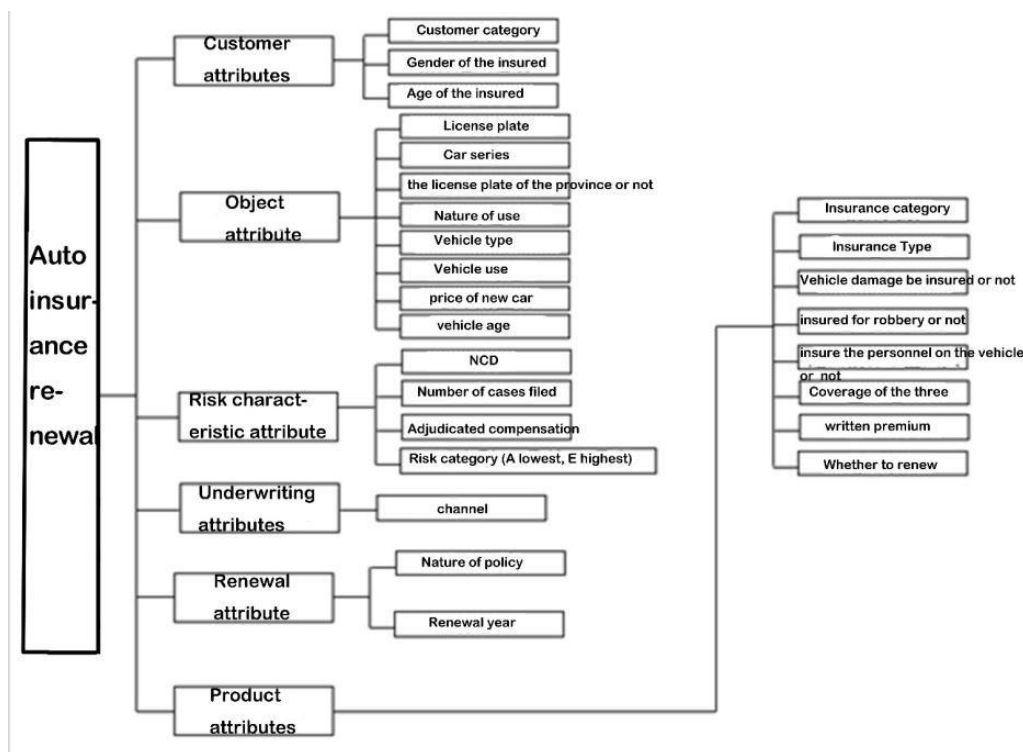 Auto
insur-
ance
re-
newal
Customer
attributes
Customer category
Gender of the insured
Age of the insured
Object
attribute
License plate
Car series
the license plate of the province or not
Nature of use
Vehicle type
Vehicle use
price of new car
vehicle age
Risk charact-
eristic attribute
NCD
Number of cases filed
Adjudicated compensation
Risk category (A lowest, E highest)
Underwriting
attributes
channel
Renewal
attribute
Nature of policy
Renewal year
Product
attributes
Insurance category
Insurance Type
Vehicle damage be insured or not
insured for robbery or not
insure the personnel on the vehicle
or not
Coverage of the three
written premium
Whether to renew